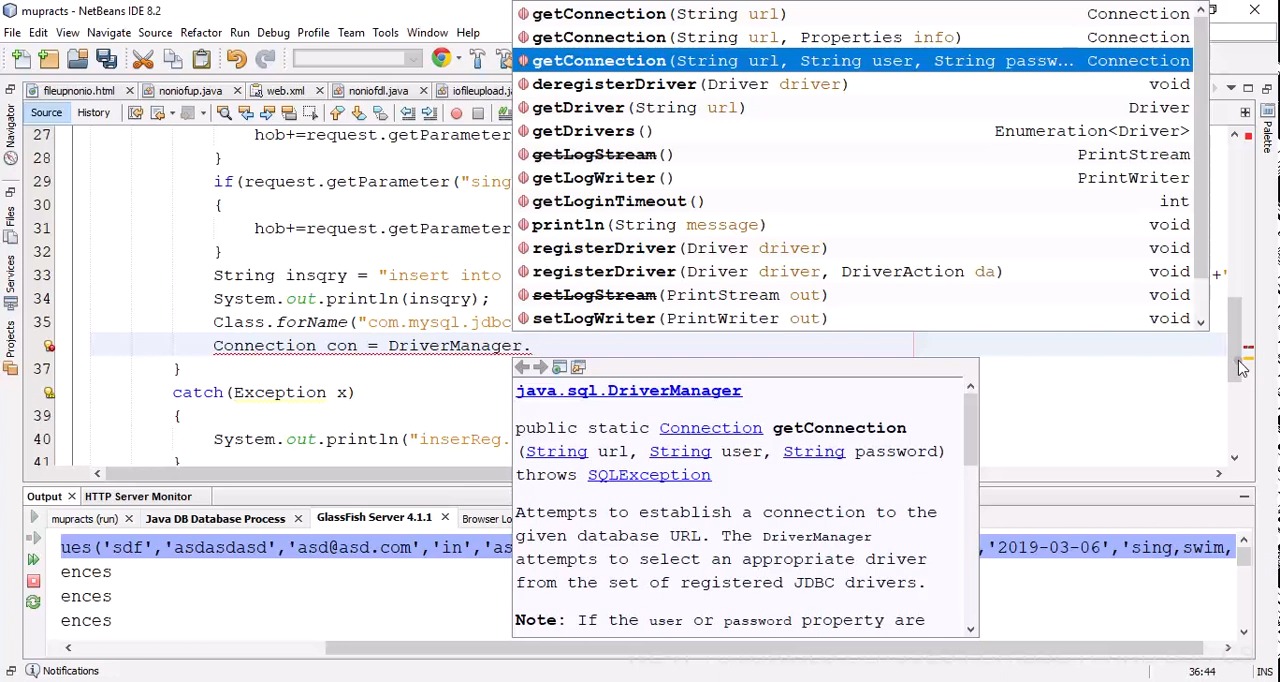 mupracts - NetBeans IDE 8.2
File Edit View Navigate Source Refactor Run Debug Profile Team Tools Window Help
fileupnonio.html noniofup.java web.xml noniofdl.java iofileupload.j
Source History
27 hob+=request.getParameter
28 }
29 if(request.getParameter("sing
30 {
31 hob+=request.getParameter
32 }
33 String insqry = "insert into +'
34 System.out.println(insqry);
35 Class.forName("com.mysql.jdbc
Connection con = DriverManager.
37 }
catch(Exception x)
39 {
40 System.out.println("inserReg.
41 }
getConnection(String url) Connection
getConnection(String url, Properties info) Connection
getConnection(String url, String user, String passw... Connection
deregisterDriver(Driver driver) void
getDriver(String url) Driver
getDrivers() Enumeration<Driver>
getLogStream() PrintStream
getLogWriter() PrintWriter
getLoginTimeout() int
println(String message) void
registerDriver(Driver driver) void
registerDriver(Driver driver, DriverAction da) void
setLogStream(PrintStream out) void
setLogWriter(PrintWriter out) void
java.sql.DriverManager
public static Connection getConnection
(String url, String user, String password)
throws SQLException
Attempts to establish a connection to the
given database URL. The DriverManager
attempts to select an appropriate driver
from the set of registered JDBC drivers.
Note: If the user or password property are
Navigator
Files
Services
Projects
Palette
Output HTTP Server Monitor
mupracts (run) Java DB Database Process GlassFish Server 4.1.1 Browser Lo
ues('sdf','asdasdasd','asd@asd.com','in','as ,'2019-03-06','sing,swim,
ences
ences
ences
Notifications 36:44 INS